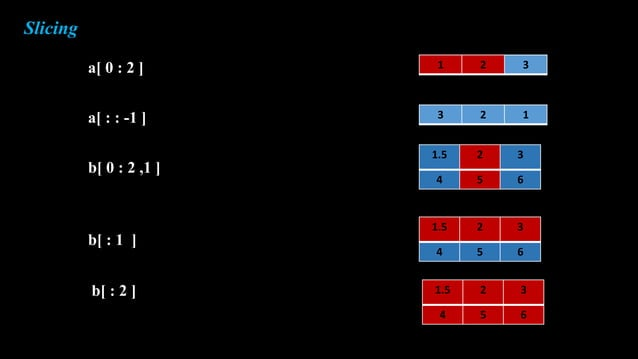 Slicing
a[ 0 : 2 ]
1 2 3
a[ : : -1 ]
3 2 1
b[ 0 : 2 ,1 ]
1.5 2 3
4 5 6
b[ : 1 ]
1.5 2 3
4 5 6
b[ : 2 ]
1.5 2 3
4 5 6